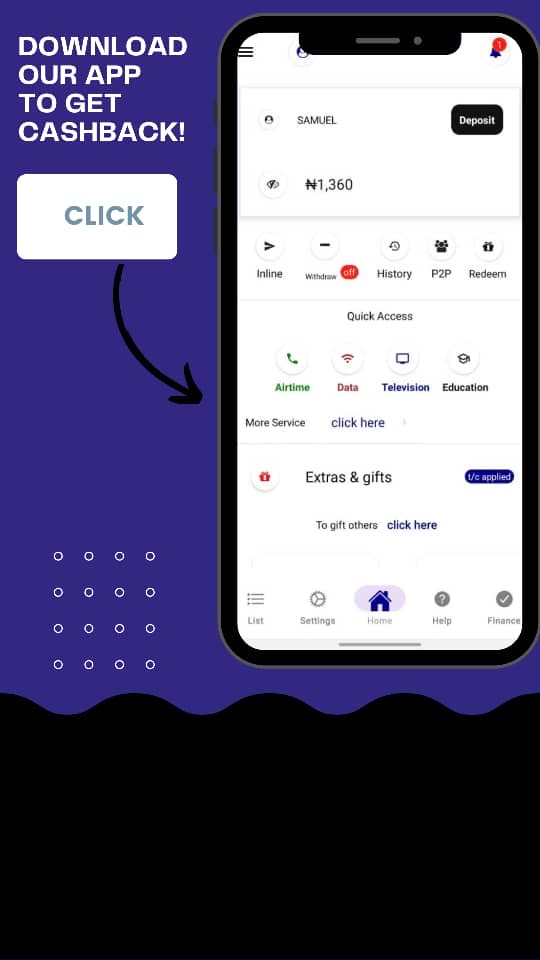 DOWNLOAD
OUR APP
TO GET
CASHBACK!
CLICK
1
SAMUEL
Deposit
₦1,360
Inline
Withdraw off
History
P2P
Redeem
Quick Access
Airtime
Data
Television
Education
More Service click here
Extras & gifts
t/c applied
To gift others click here
List
Settings
Home
Help
Finance